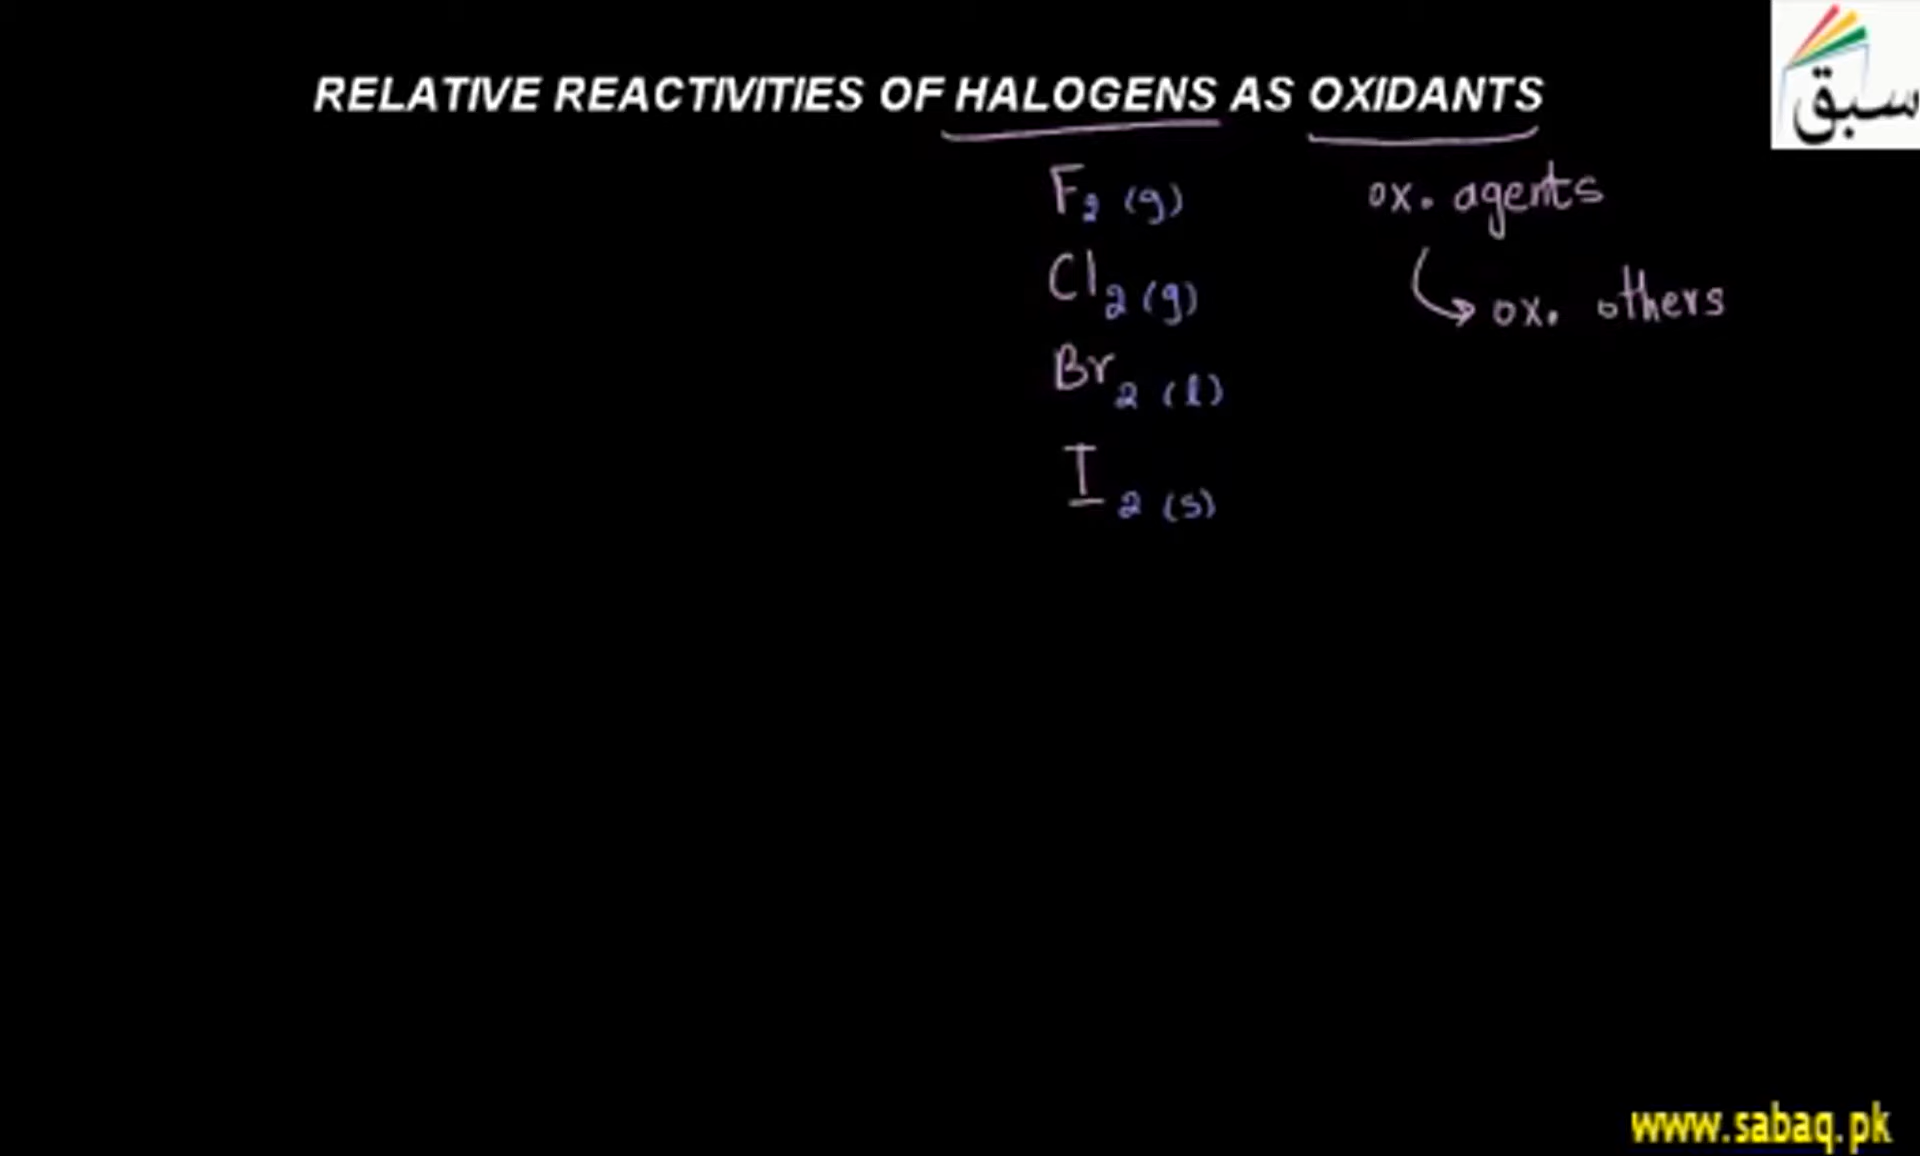 سبق
RELATIVE REACTIVITIES OF HALOGENS AS OXIDANTS
F₂ (g) ox. agents
Cl₂ (g) ox. others
Br₂ (l)
I₂ (s)
www.sabaq.pk